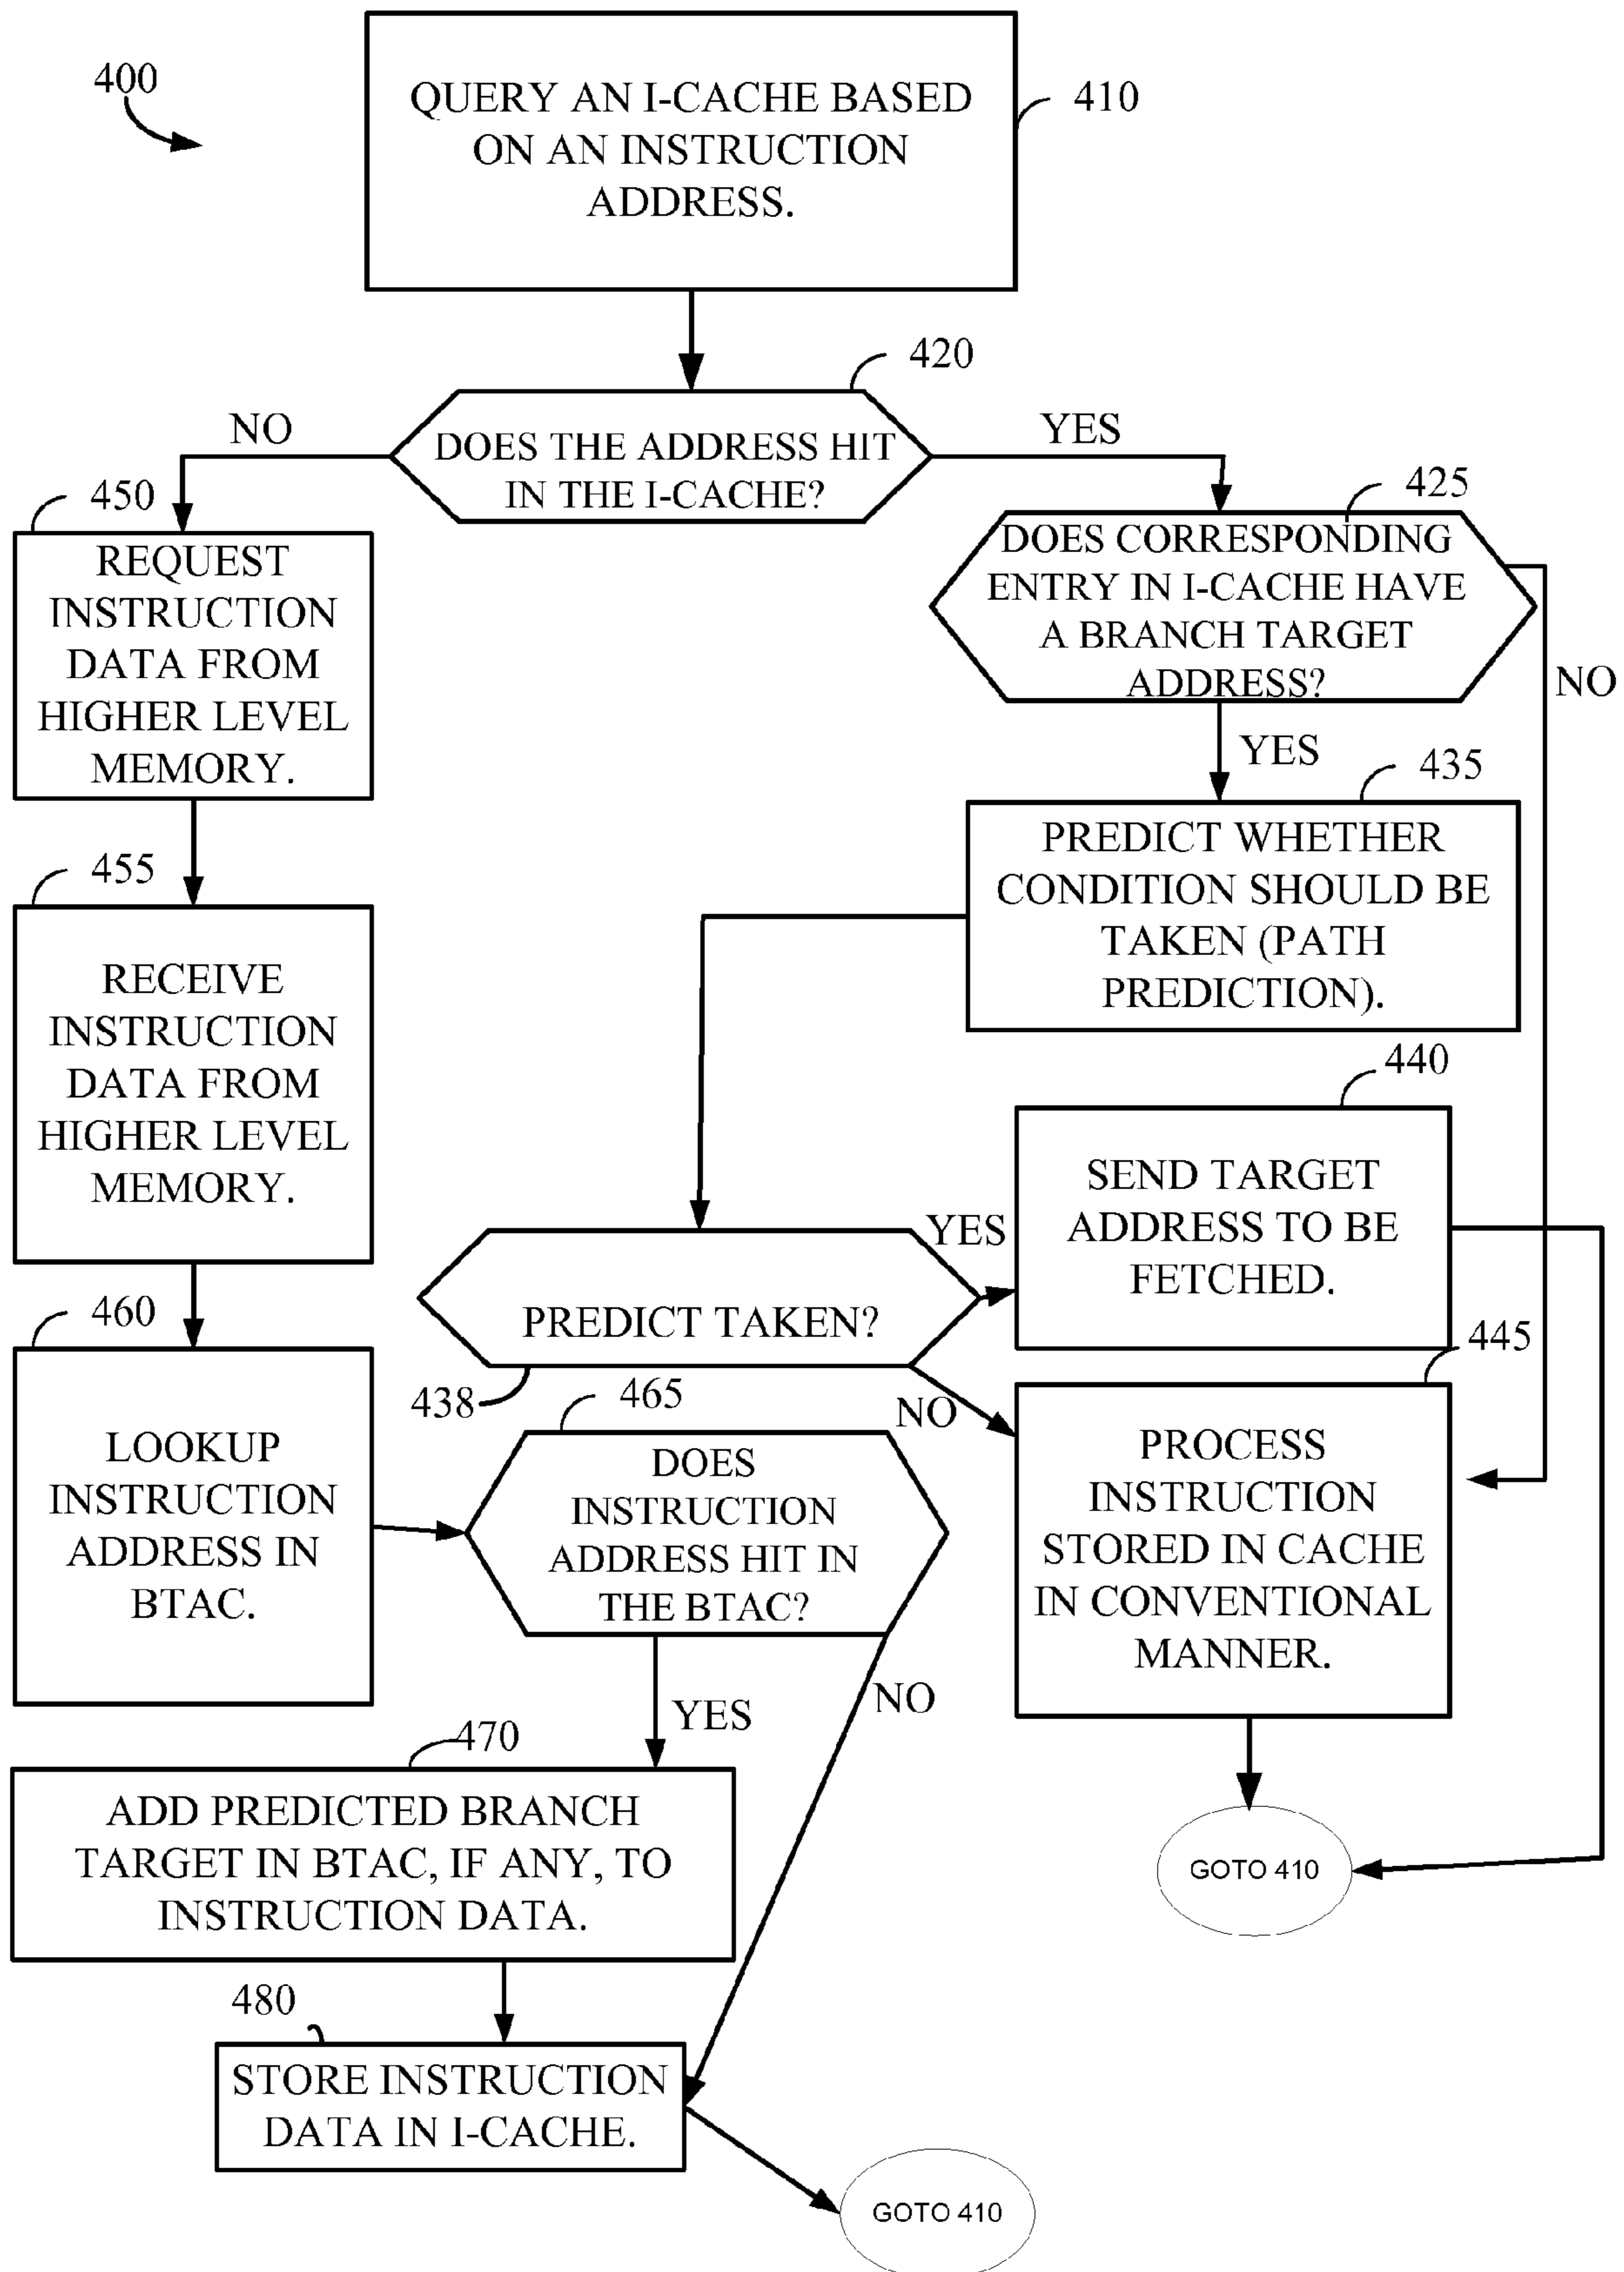 400
QUERY AN I-CACHE BASED
ON AN INSTRUCTION
ADDRESS.
410
420
DOES THE ADDRESS HIT
IN THE I-CACHE?
NO
YES
450
REQUEST
INSTRUCTION
DATA FROM
HIGHER LEVEL
MEMORY.
425
DOES CORRESPONDING
ENTRY IN I-CACHE HAVE
A BRANCH TARGET
ADDRESS?
NO
YES
435
PREDICT WHETHER
CONDITION SHOULD BE
TAKEN (PATH
PREDICTION).
455
RECEIVE
INSTRUCTION
DATA FROM
HIGHER LEVEL
MEMORY.
440
SEND TARGET
ADDRESS TO BE
FETCHED.
YES
PREDICT TAKEN?
438
NO
445
PROCESS
INSTRUCTION
STORED IN CACHE
IN CONVENTIONAL
MANNER.
460
LOOKUP
INSTRUCTION
ADDRESS IN
BTAC.
465
DOES
INSTRUCTION
ADDRESS HIT IN
THE BTAC?
YES
NO
470
ADD PREDICTED BRANCH
TARGET IN BTAC, IF ANY, TO
INSTRUCTION DATA.
GOTO 410
480
STORE INSTRUCTION
DATA IN I-CACHE.
GOTO 410